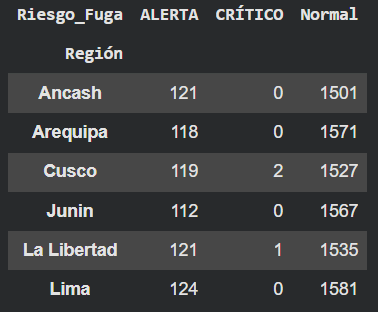 Riesgo_Fuga ALERTA CRÍTICO Normal
Región
Ancash 121 0 1501
Arequipa 118 0 1571
Cusco 119 2 1527
Junin 112 0 1567
La Libertad 121 1 1535
Lima 124 0 1581